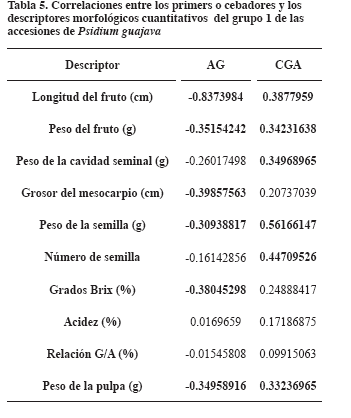 Tabla 5. Correlaciones entre los primers o cebadores y los
descriptores morfológicos cuantitativos del grupo 1 de las
accesiones de Psidium guajava
Descriptor AG CGA
Longitud del fruto (cm) -0.8373984 0.3877959
Peso del fruto (g) -0.35154242 0.34231638
Peso de la cavidad seminal (g) -0.26017498 0.34968965
Grosor del mesocarpio (cm) -0.39857563 0.20737039
Peso de la semilla (g) -0.30938817 0.56166147
Número de semilla -0.16142856 0.44709526
Grados Brix (%) -0.38045298 0.24888417
Acidez (%) 0.0169659 0.17186875
Relación G/A (%) -0.01545808 0.09915063
Peso de la pulpa (g) -0.34958916 0.33236965